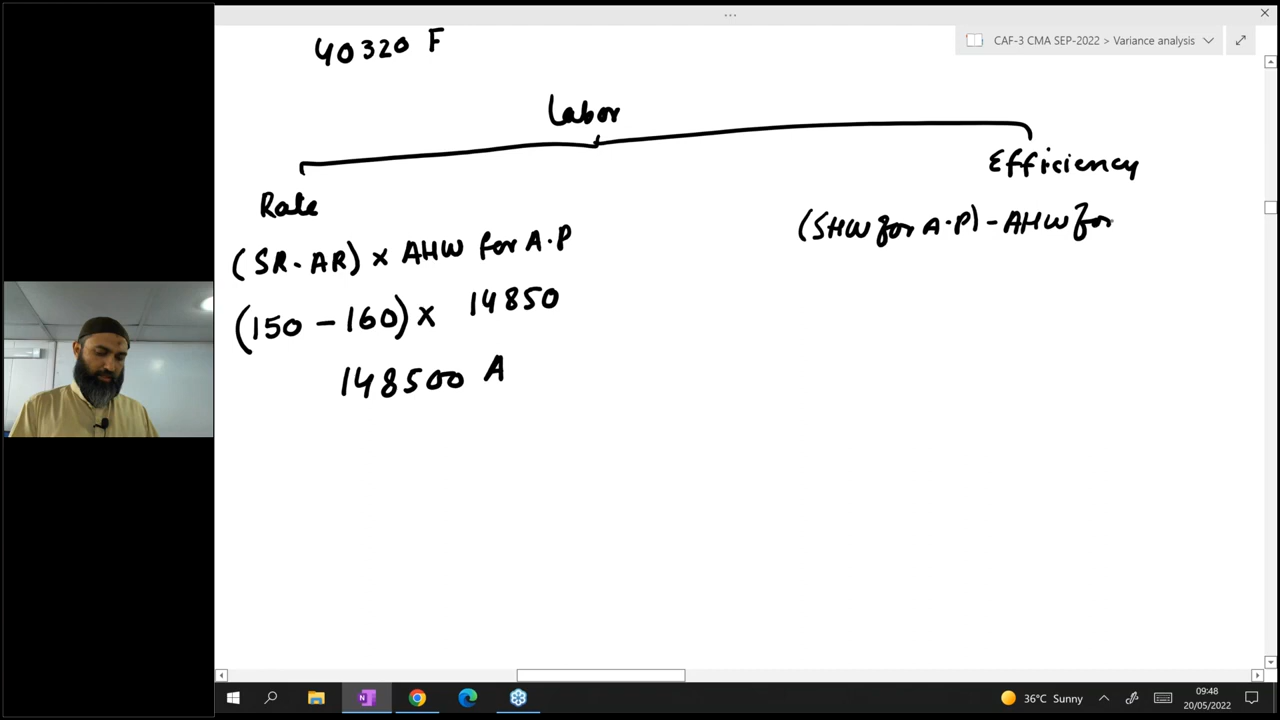 40320 F
CAF-3 CMA SEP-2022 > Variance analysis
Labor
Efficiency
Rate
(SHW for A.P) - AHW for
(SR - AR) × AHW for A.P
(150 - 160) × 14850
148500 A
36°C Sunny
09:48
20/05/2022